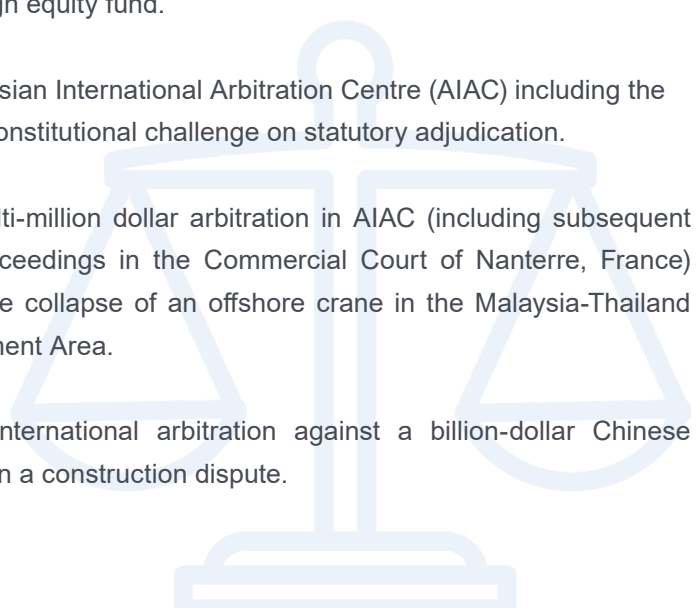 gn equity fund.
sian International Arbitration Centre (AIAC) including the
onstitutional challenge on statutory adjudication.
lti-million dollar arbitration in AIAC (including subsequent
ceedings in the Commercial Court of Nanterre, France)
e collapse of an offshore crane in the Malaysia-Thailand
ment Area.
nternational arbitration against a billion-dollar Chinese
n a construction dispute.